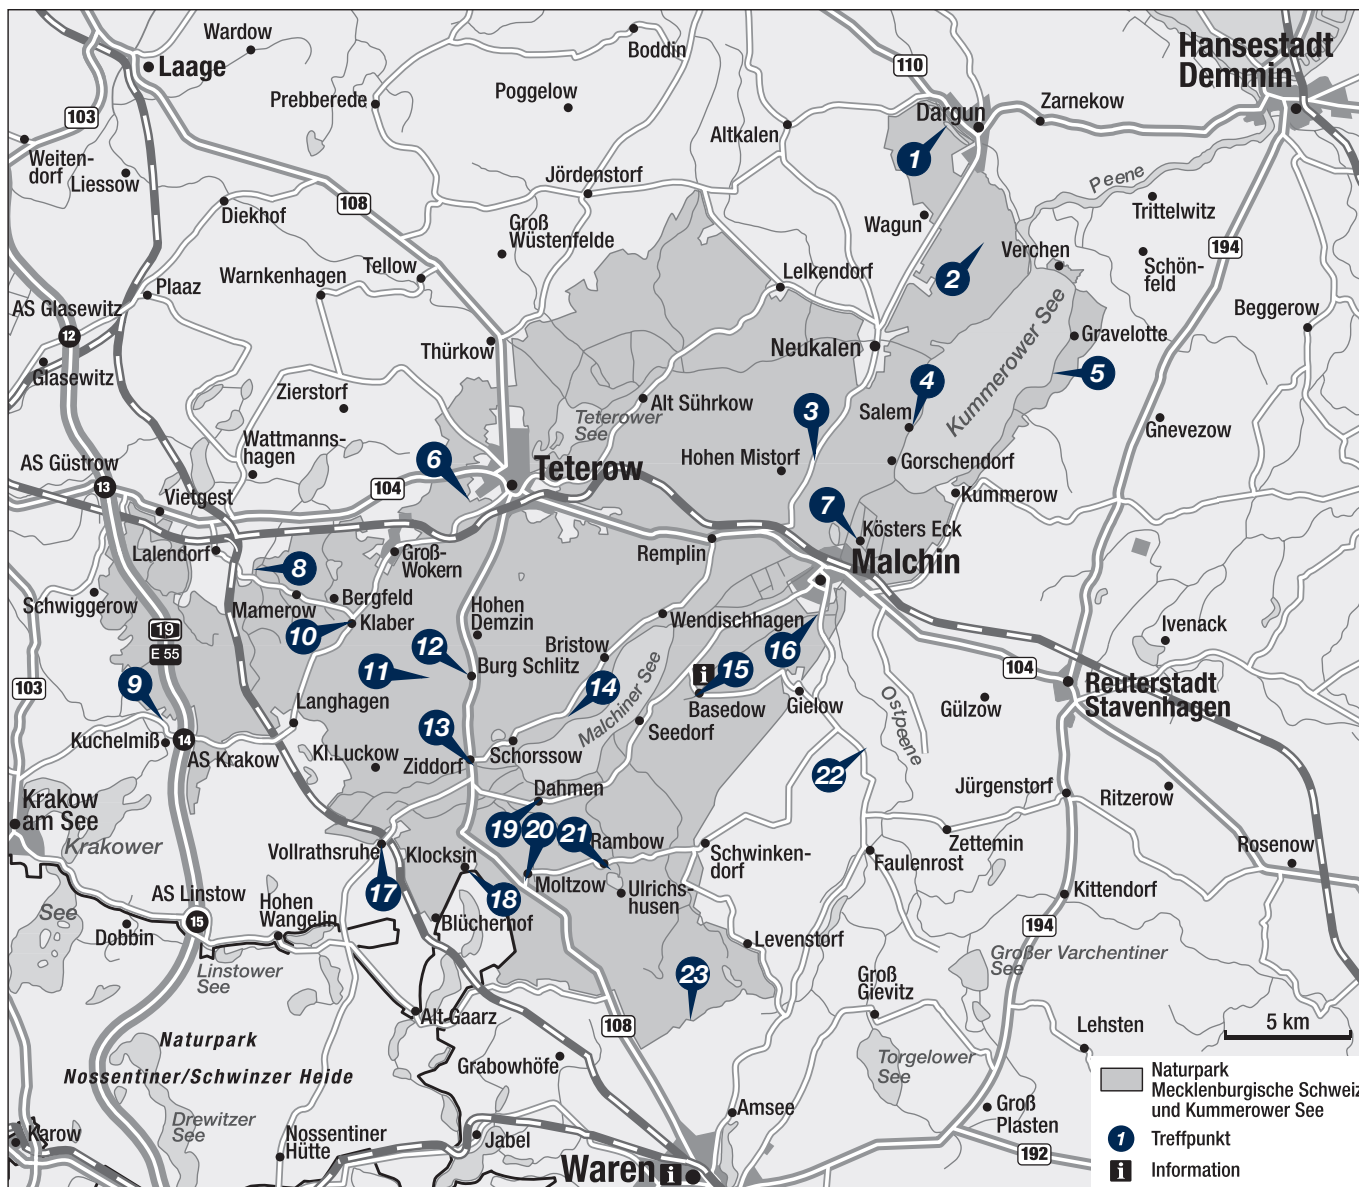 Wardow
Laage
Boddin
Hansestadt
Demmin
110
Prebberede
Poggelow
Dargun
Zarnekow
103
Altkalen
Weiten-
dorf
Liessow
1
Jördenstorf
Peene
108
Diekhof
Groß
Wüstenfelde
Wagun
Trittelwitz
Tellow
Verchen
194
Warnkenhagen
Lelkendorf
2
Schön-
feld
Plaaz
AS Glasewitz
Beggerow
12
Thürkow
Neukalen
Gravelotte
Glasewitz
Kummerower See
Zierstorf
4
5
Alt Sührkow
3
Salem
Teterower
See
Gnevezow
Wattmanns-
hagen
6
Teterow
Hohen Mistorf
Gorschendorf
AS Güstrow
13
104
Kummerow
Vietgest
7
Kösters Eck
Lalendorf
Groß-
Wokern
Remplin
Malchin
8
Schwiggerow
Mamerow
Bergfeld
Hohen
Demzin
Wendischhagen
Ivenack
19
E 55
10
Klaber
Bristow
16
12
Burg Schlitz
104
103
11
9
14
15
Reuterstadt
Stavenhagen
Langhagen
Malchiner See
i
Basedow
Gielow
Ostpeene
Gülzow
13
Seedorf
Kuchelmiß
14
AS Krakow
Kl.Luckow
Ziddorf
Schorssow
22
Dahmen
Jürgenstorf
Ritzerow
Krakow
am See
Krakower
19
20
21
Rambow
Zettemin
Vollrathsruhe
Klocksin
Schwinken-
dorf
Faulenrost
Rosenow
Moltzow
Ulrichs-
husen
AS Linstow
17
18
Kittendorf
See
15
Hohen
Wangelin
Blücherhof
Dobbin
194
Levenstorf
Großer Varchentiner
See
Linstower
See
23
Groß
Gievitz
Alt Gaarz
108
5 km
Lehsten
Naturpark
Nossentiner/Schwinzer Heide
Grabowhöfe
Torgelower
See
Naturpark
Mecklenburgische Schweiz
und Kummerower See
Drewitzer
See
Amsee
Groß
Plasten
1
Treffpunkt
Karow
Nossentiner
Hütte
Jabel
192
Waren
i
i
Information